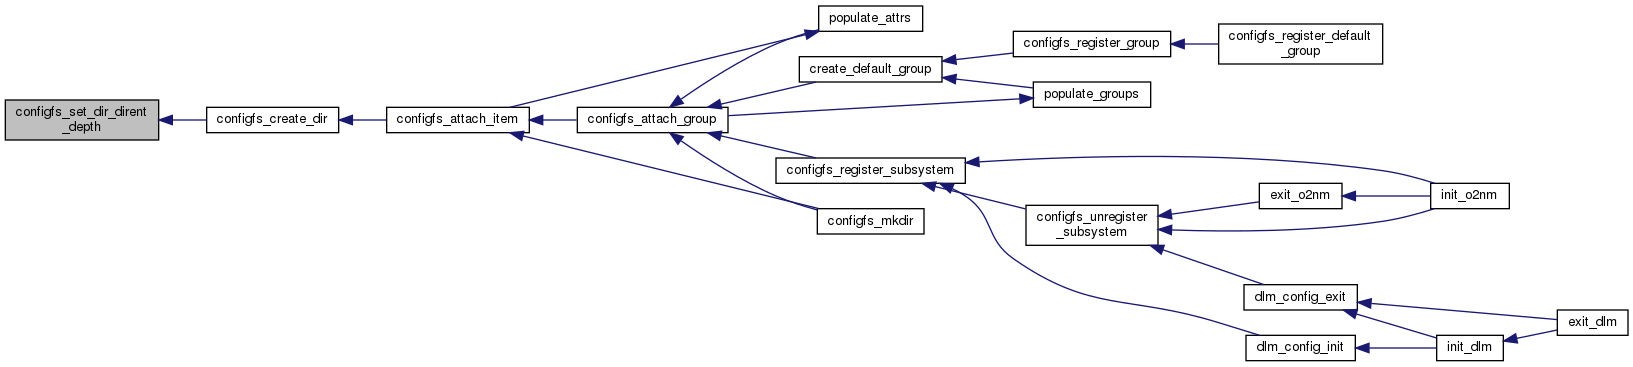 populate_attrs
configfs_register_default
_group
configfs_register_group
create_default_group
populate_groups
configfs_set_dir_dirent
_depth
configfs_create_dir
configfs_attach_item
configfs_attach_group
configfs_register_subsystem
exit_o2nm
init_o2nm
configfs_mkdir
configfs_unregister
_subsystem
dlm_config_exit
exit_dlm
dlm_config_init
init_dlm